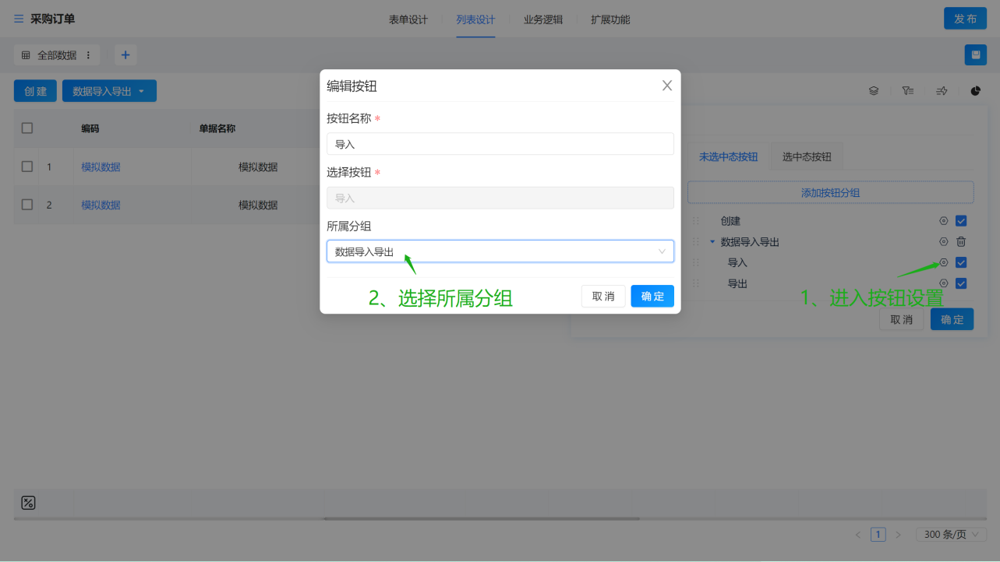 采购订单
表单设计
列表设计
业务逻辑
扩展功能
发 布
全部数据
创 建
数据导入导出
编码
单据名称
1
模拟数据
模拟数据
2
模拟数据
模拟数据
编辑按钮
按钮名称 *
导入
选择按钮 *
导入
所属分组
数据导入导出
2、选择所属分组
取 消
确 定
未选中态按钮
选中态按钮
添加按钮分组
创建
数据导入导出
导入
导出
1、进入按钮设置
取 消
确 定
1
300 条/页